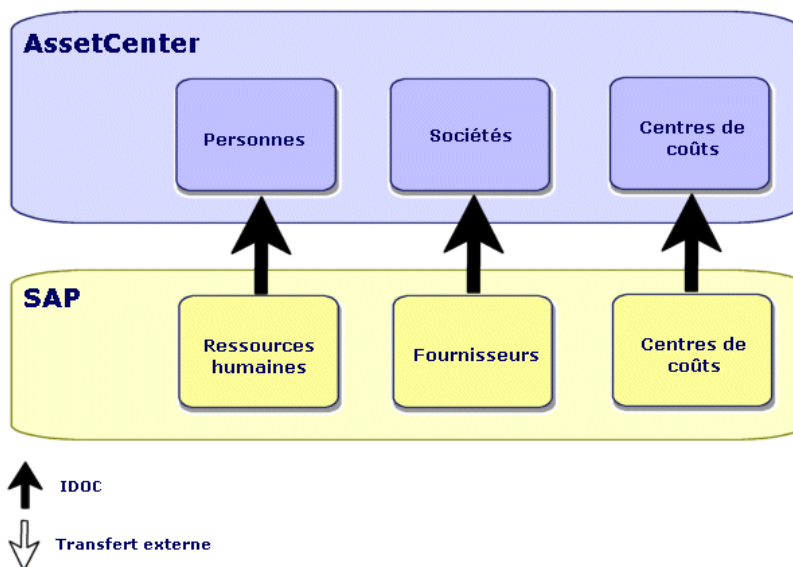 AssetCenter
Personnes
Sociétés
Centres de
coûts
SAP
Ressources
humaines
Fournisseurs
Centres de
coûts
IDOC
Transfert externe